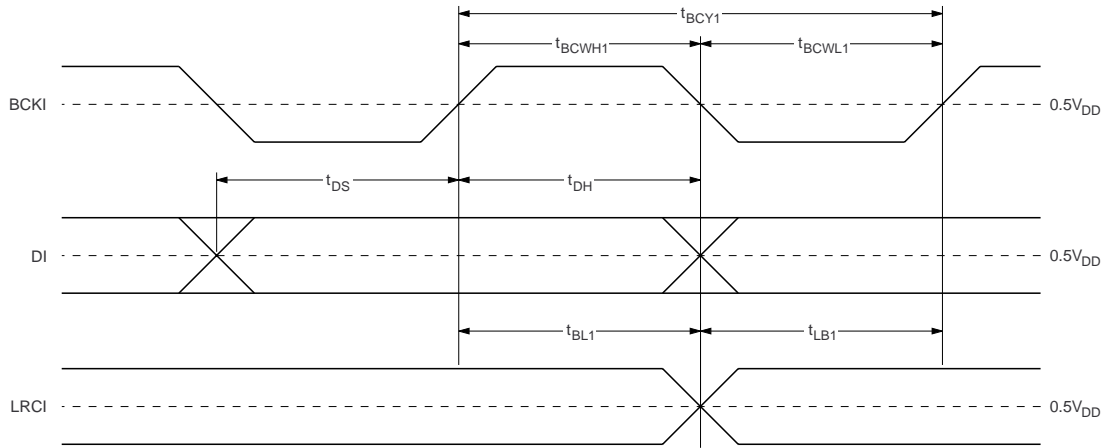 tBCY1
tBCWH1 tBCWL1
BCKI 0.5VDD
tDS tDH
DI 0.5VDD
tBL1 tLB1
LRCI 0.5VDD